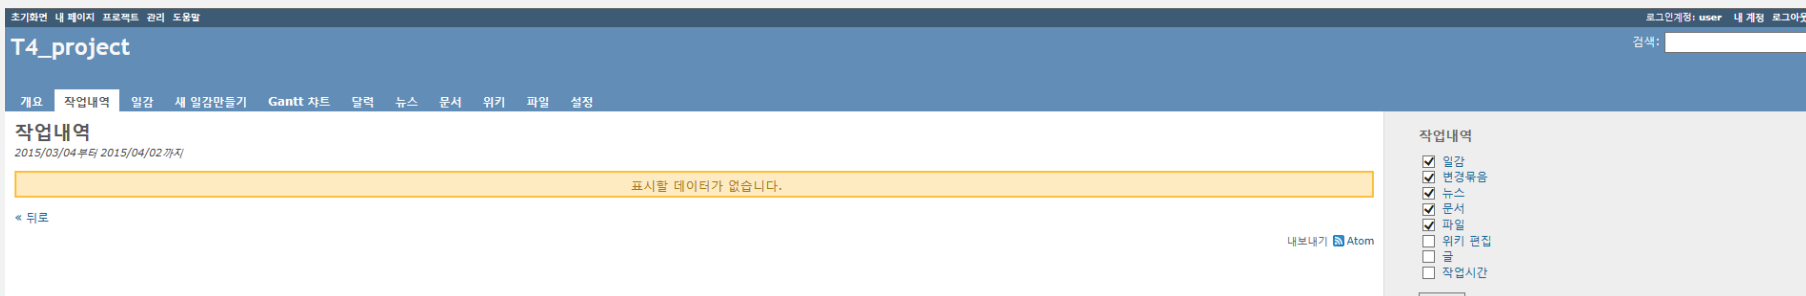 초기화면 내 페이지 프로젝트 관리 도움말
로그인계정: user 내 계정 로그아웃
T4_project
검색:
개요 작업내역 일감 새 일감만들기 Gantt 챠트 달력 뉴스 문서 위키 파일 설정
작업내역
2015/03/04부터 2015/04/02까지
표시할 데이터가 없습니다.
« 뒤로
내보내기 Atom
작업내역
일감
변경묶음
뉴스
문서
파일
위키 편집
글
작업시간